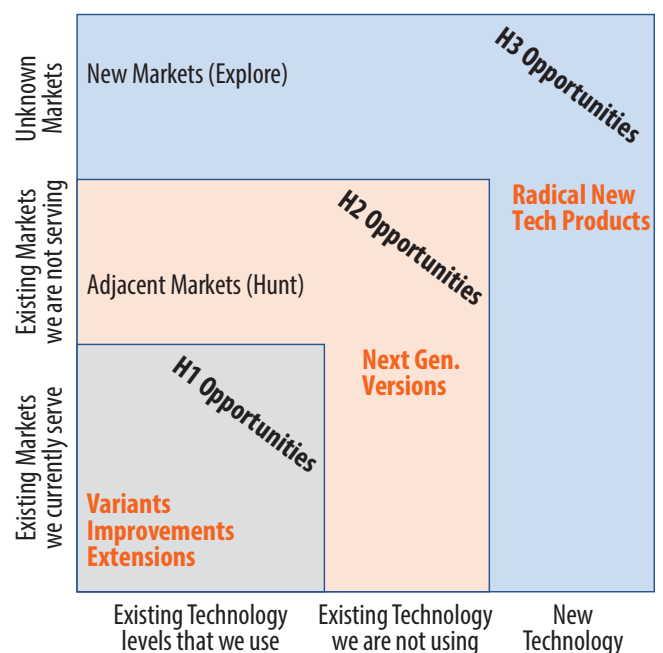 Unknown
Markets
New Markets (Explore)
H3 Opportunities
Radical New
Tech Products
Existing Markets
we are not serving
Adjacent Markets (Hunt)
H2 Opportunities
Next Gen.
Versions
Existing Markets
we currently serve
H1 Opportunities
Variants
Improvements
Extensions
Existing Technology
levels that we use
Existing Technology
we are not using
New
Technology